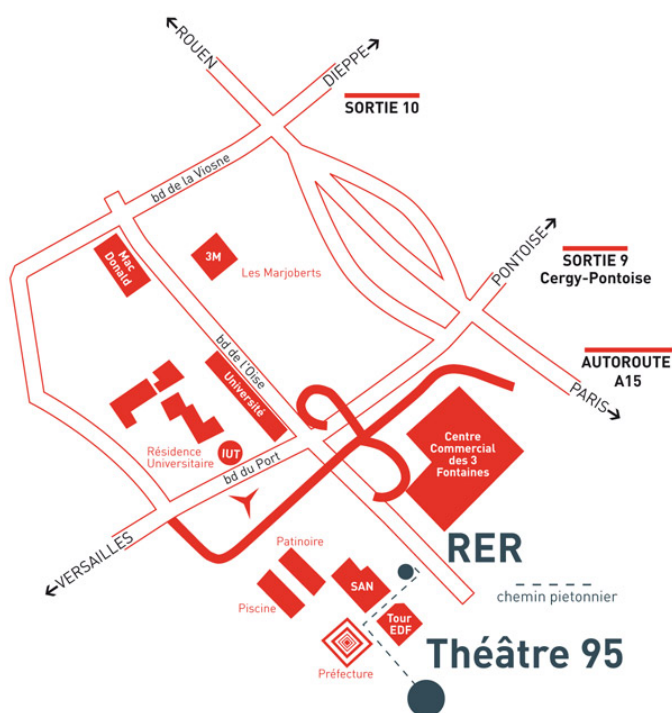 ←ROUEN
DIEPPE→
SORTIE 10
bd de la Viosne
Mac
Donald
3M
Les Marjoberts
PONTOISE→
SORTIE 9
Cergy-Pontoise
AUTOROUTE
A15
PARIS→
bd de l'Oise
Université
Centre
Commercial
des 3
Fontaines
Résidence
Universitaire
IUT
bd du Port
←VERSAILLES
RER
Patinoire
SAN
chemin pietonnier
Piscine
Tour
EDF
Théâtre 95
Préfecture